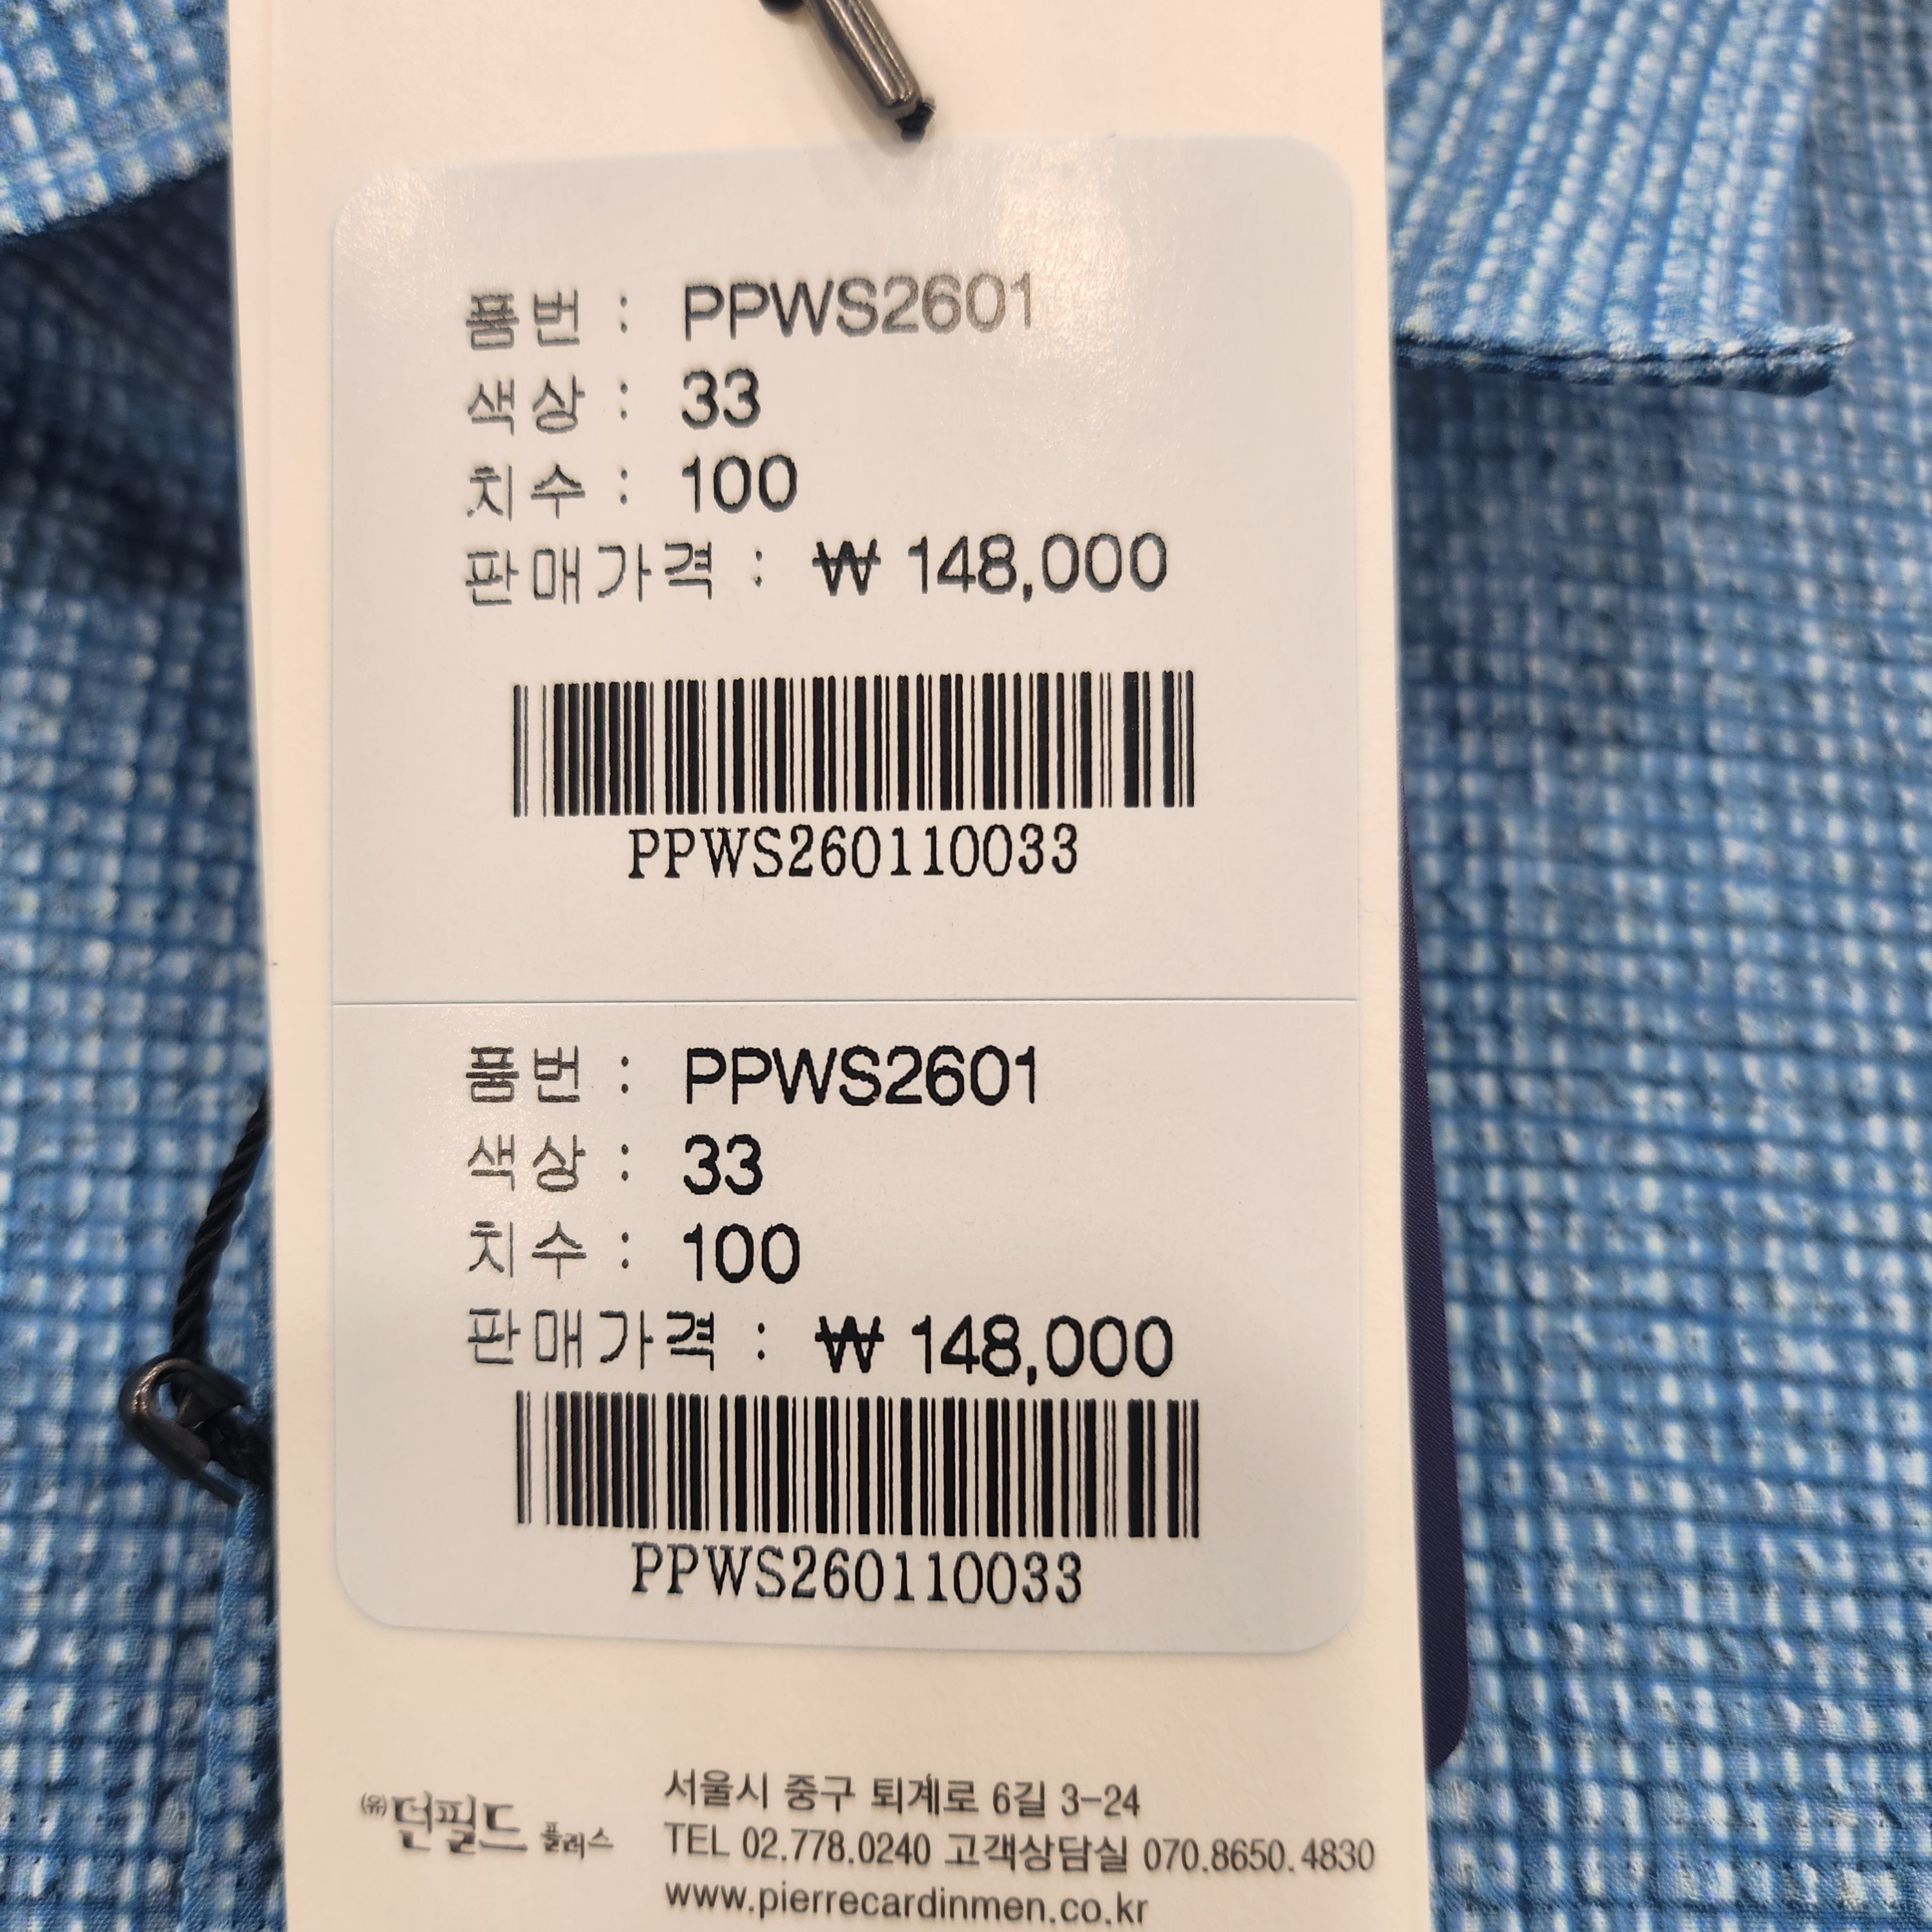 품번 : PPWS2601
색상 : 33
치수 : 100
판매가격 : ₩ 148,000
PPWS260110033
품번 : PPWS2601
색상 : 33
치수 : 100
판매가격 : ₩ 148,000
PPWS260110033
㈲던필드 플러스
서울시 중구 퇴계로 6길 3-24
TEL 02.778.0240 고객상담실 070.8650.4830
www.pierrecardinmen.co.kr